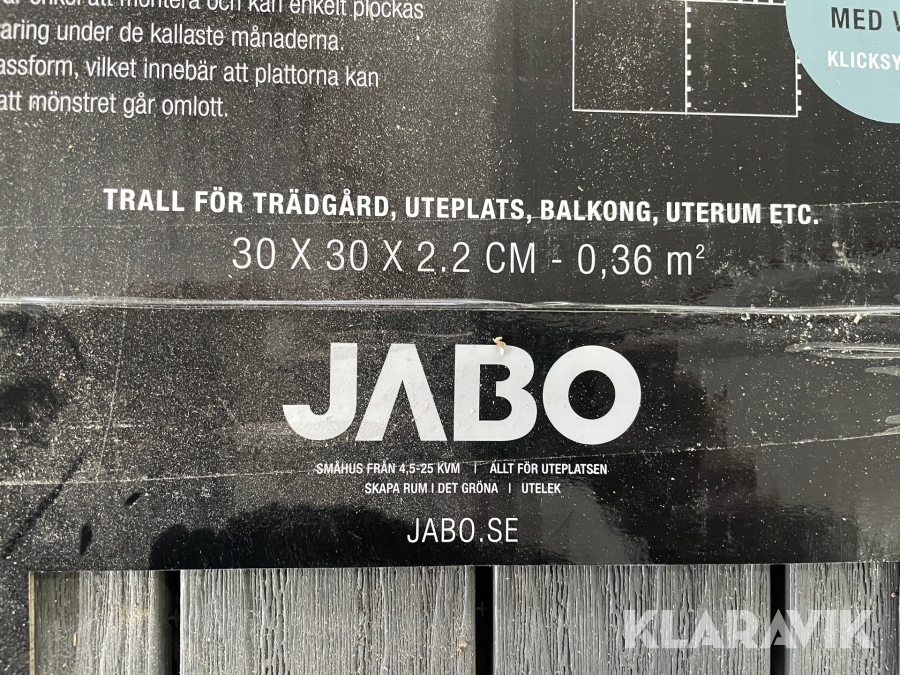 att montera och kan enkelt plockas
aring under de kallaste månaderna.
assform, vilket innebär att plattorna kan
att mönstret går omlott.
MED
KLICKSY
TRALL FÖR TRÄDGÅRD, UTEPLATS, BALKONG, UTERUM ETC.
30 X 30 X 2.2 CM - 0,36 m²
JABO
SMÅHUS FRÅN 4,5-25 KVM | ALLT FÖR UTEPLATSEN
SKAPA RUM I DET GRÖNA | UTELEK
JABO.SE
KLARAVIK